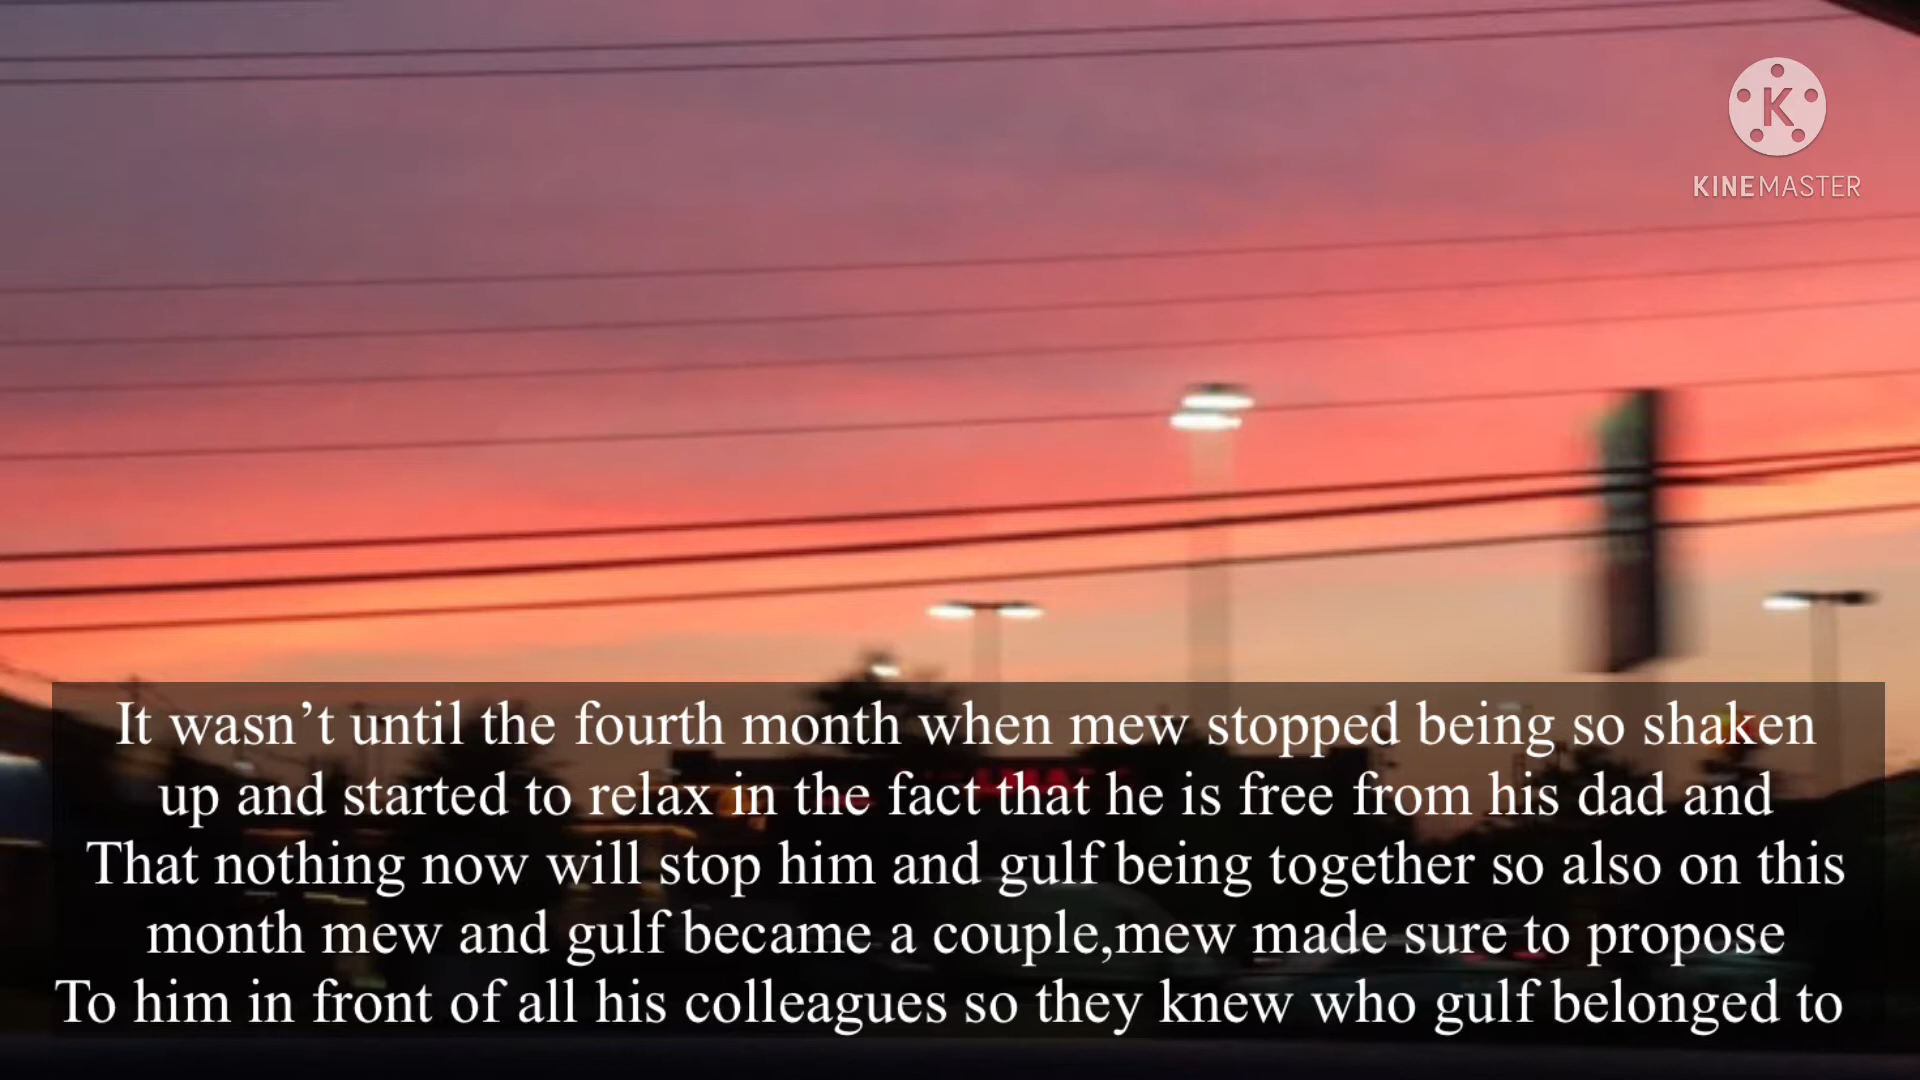 K
KINEMASTER
It wasn’t until the fourth month when mew stopped being so shaken
up and started to relax in the fact that he is free from his dad and
That nothing now will stop him and gulf being together so also on this
month mew and gulf became a couple,mew made sure to propose
To him in front of all his colleagues so they knew who gulf belonged to